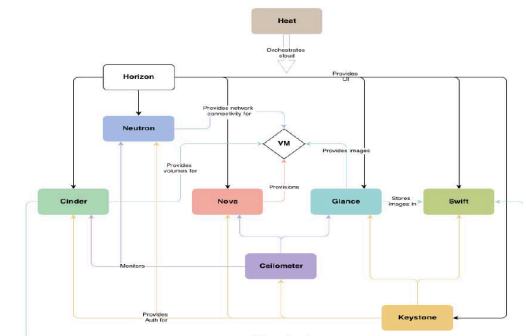 Heat
Orchestrates
cloud
Horizon
Provides
UI
Provides network
connectivity for
Neutron
VM
Provides images
Provides
volumes for
Provisions
Cinder
Nova
Glance
Stores
images in
Swift
Ceilometer
Monitors
Provides
Auth for
Keystone